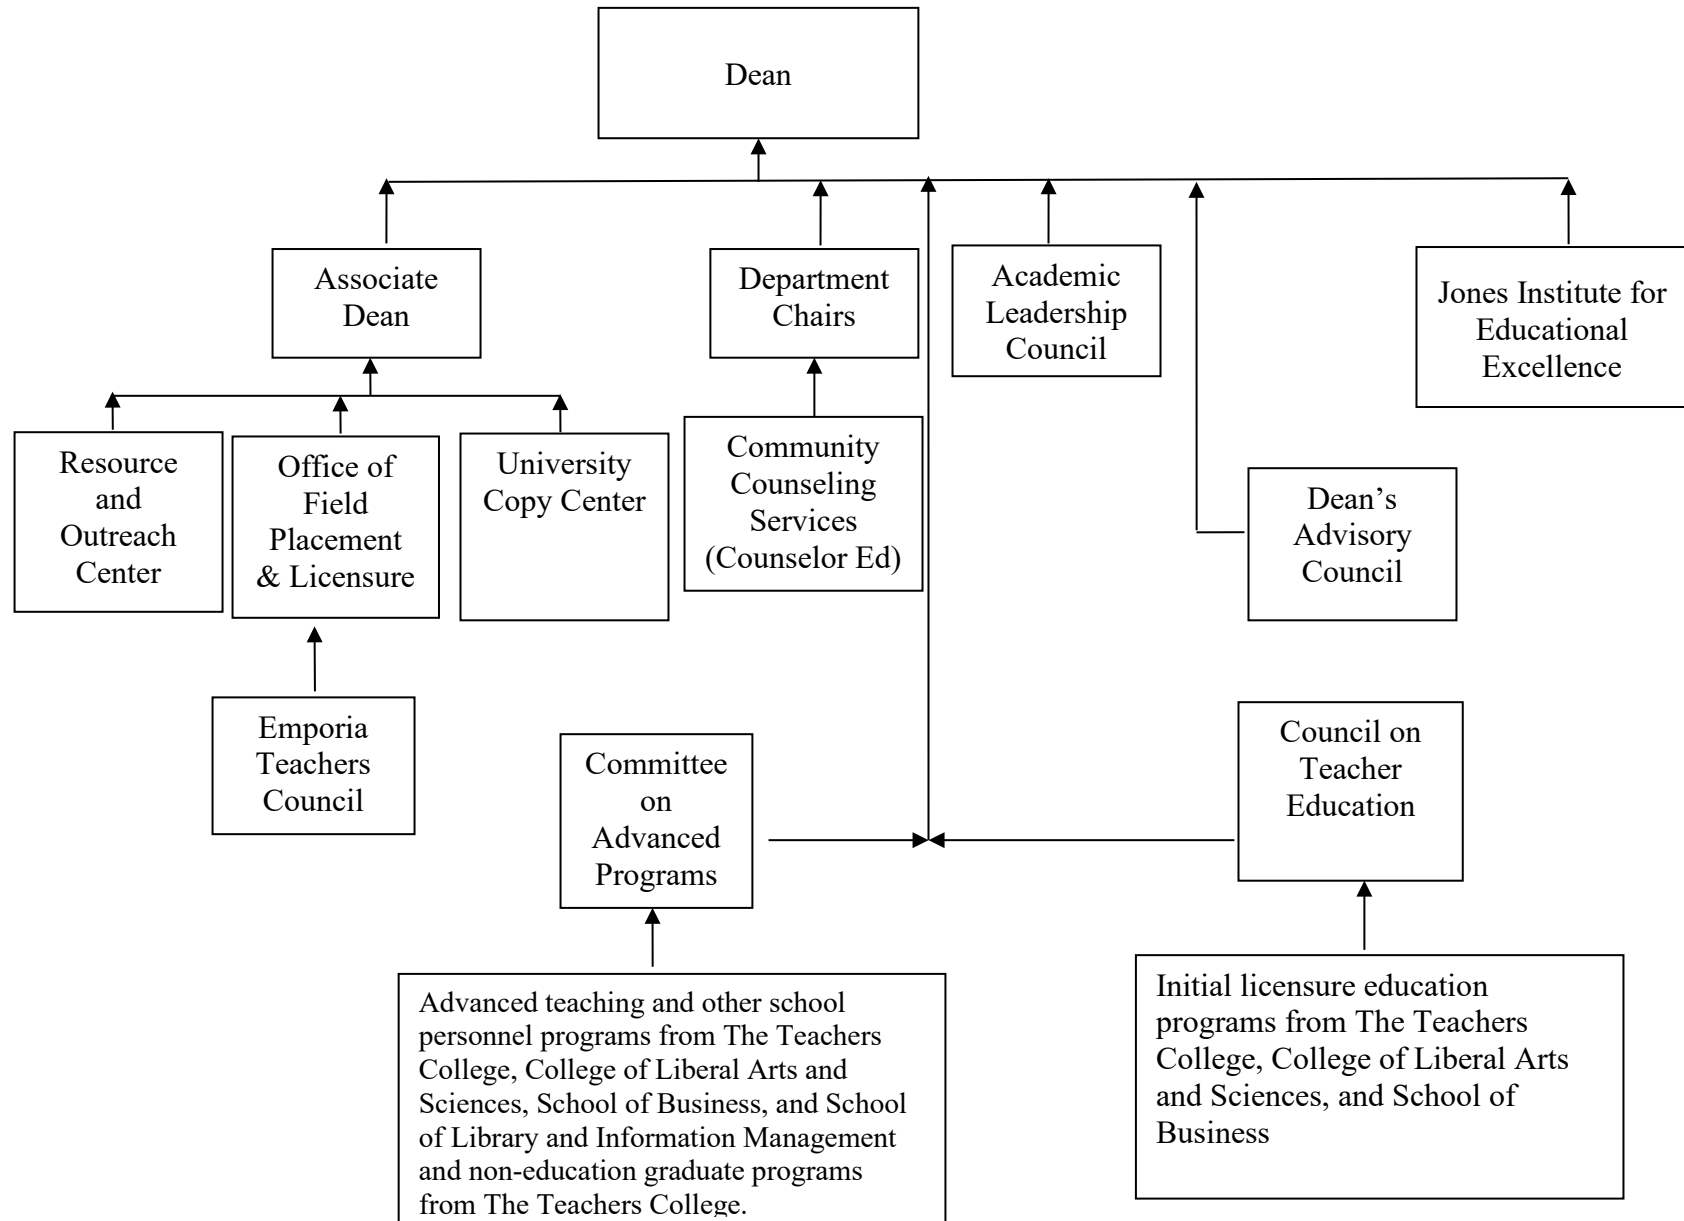 Dean
Associate
Dean
Department
Chairs
Academic
Leadership
Council
Jones Institute for
Educational
Excellence
Resource
and
Outreach
Center
Office of
Field
Placement
& Licensure
University
Copy Center
Community
Counseling
Services
(Counselor Ed)
Dean’s
Advisory
Council
Emporia
Teachers
Council
Committee
on
Advanced
Programs
Council on
Teacher
Education
Advanced teaching and other school
personnel programs from The Teachers
College, College of Liberal Arts and
Sciences, School of Business, and School
of Library and Information Management
and non-education graduate programs
from The Teachers College.
Initial licensure education
programs from The Teachers
College, College of Liberal Arts
and Sciences, and School of
Business